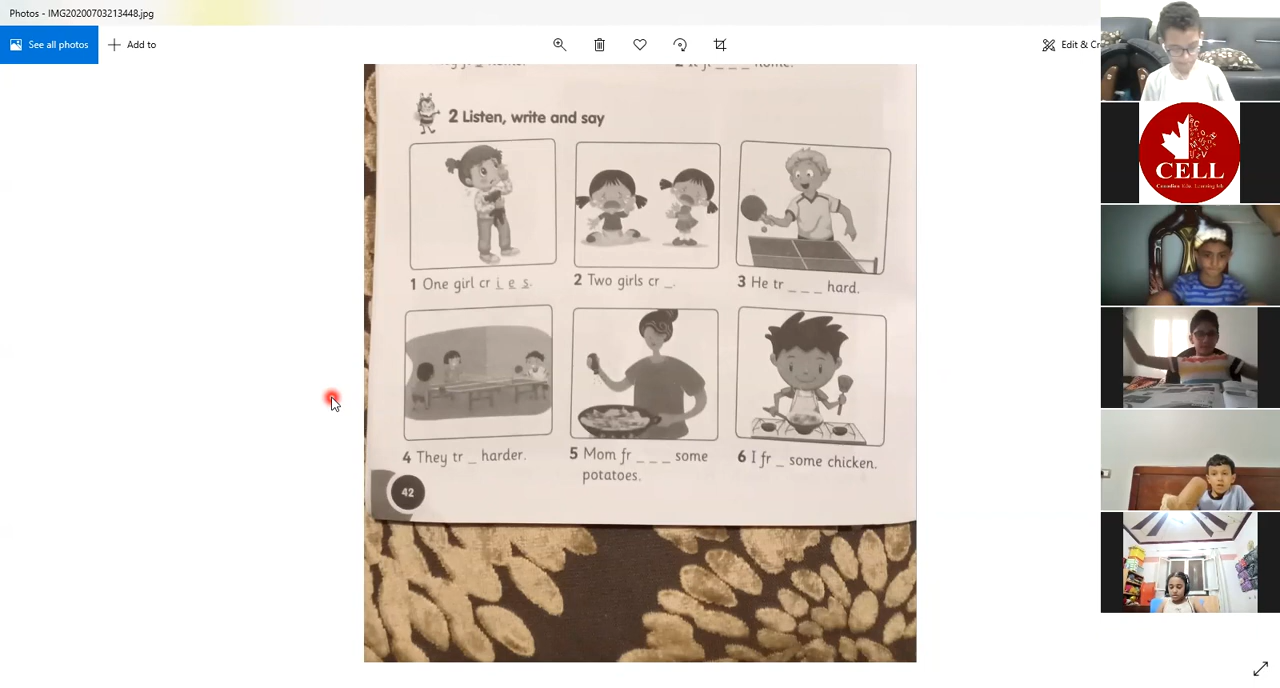 Photos - IMG20200703213448.jpg
See all photos
Add to
2 Listen, write and say
1 One girl cr i e s.
2 Two girls cr _.
3 He tr _ _ _ hard.
4 They tr _ harder.
5 Mom fr _ _ _ some
potatoes.
6 I fr _ some chicken.
42
CELL